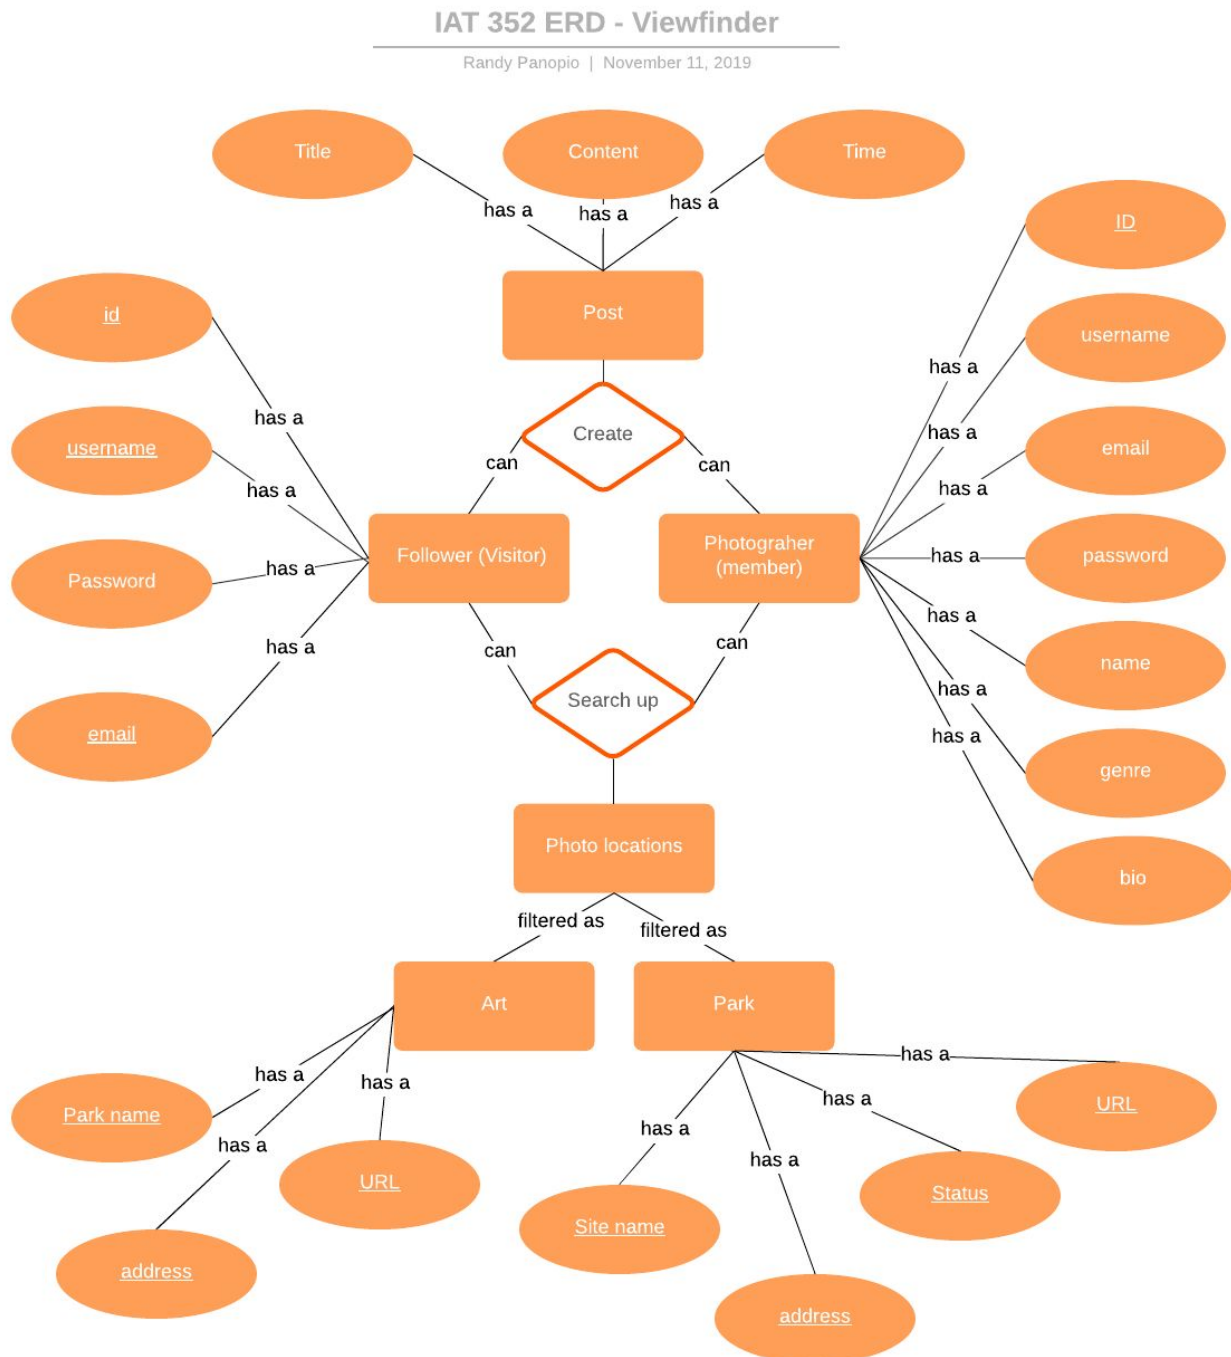 IAT 352 ERD - Viewfinder
Randy Panopio | November 11, 2019
Title
Content
Time
has a
has a
has a
ID
id
Post
username
has a
has a
username
Create
has a
email
can
can
has a
has a
Password
has a
Follower (Visitor)
Photograher
(member)
has a
password
has a
has a
can
can
name
email
Search up
has a
has a
genre
Photo locations
bio
filtered as
filtered as
Art
Park
has a
has a
has a
has a
URL
Park name
has a
has a
has a
URL
Site name
Status
address
address